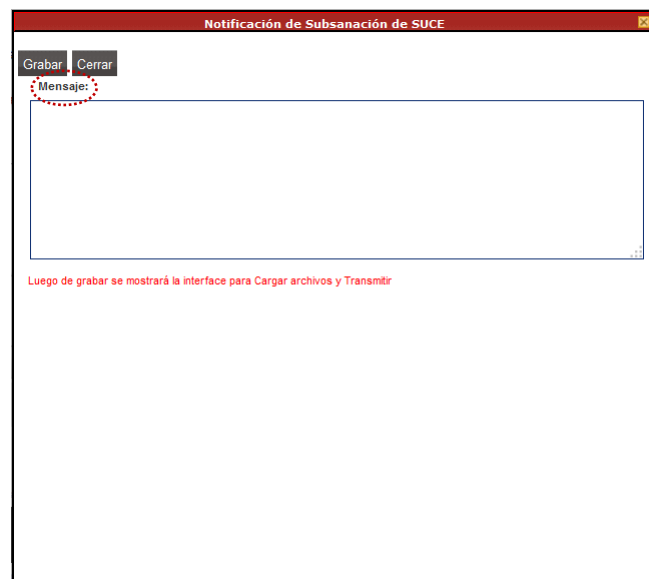 Notificación de Subsanación de SUCE
Grabar Cerrar
Mensaje:
Luego de grabar se mostrará la interface para Cargar archivos y Transmitir